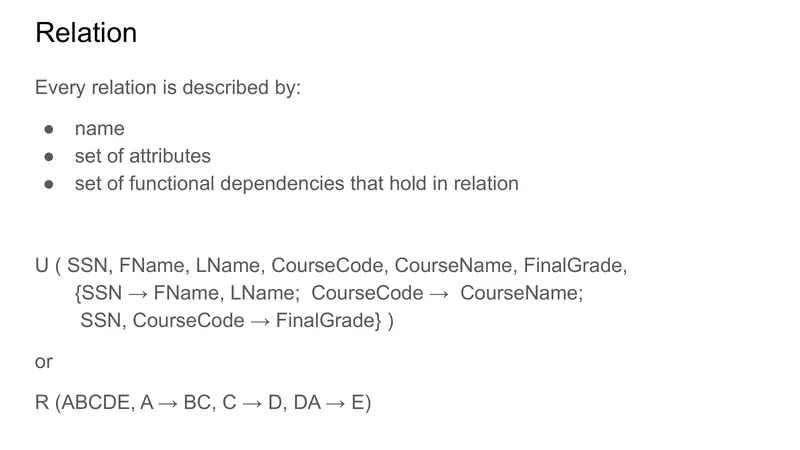 Relation
Every relation is described by:
● name
● set of attributes
● set of functional dependencies that hold in relation
U ( SSN, FName, LName, CourseCode, CourseName, FinalGrade,
{SSN → FName, LName; CourseCode → CourseName;
SSN, CourseCode → FinalGrade} )
or
R (ABCDE, A → BC, C → D, DA → E)